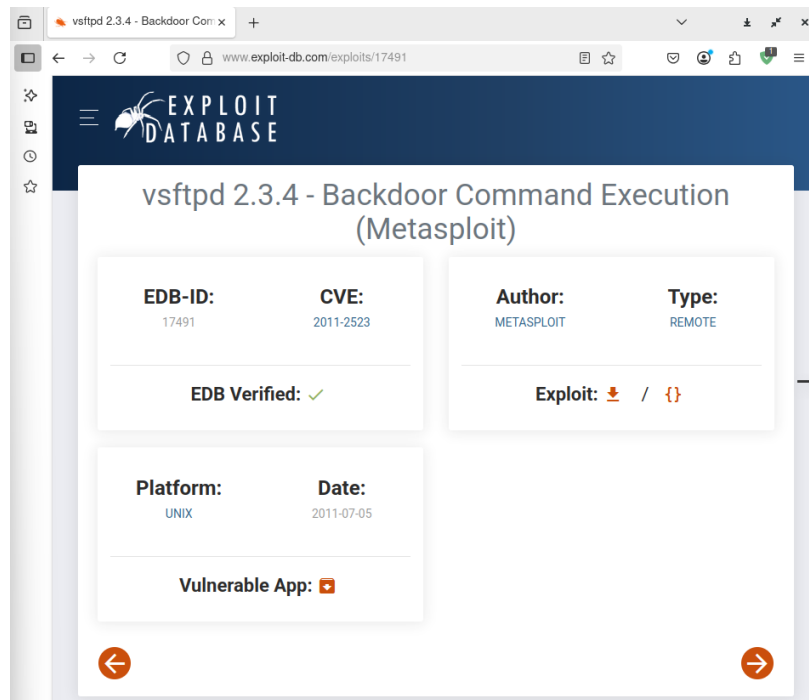 vsftpd 2.3.4 - Backdoor Com
www.exploit-db.com/exploits/17491
1
EXPLOIT
DATABASE
vsftpd 2.3.4 - Backdoor Command Execution
(Metasploit)
EDB-ID:
17491
CVE:
2011-2523
EDB Verified:
Author:
METASPLOIT
Type:
REMOTE
Exploit: / {}
Platform:
UNIX
Date:
2011-07-05
Vulnerable App: